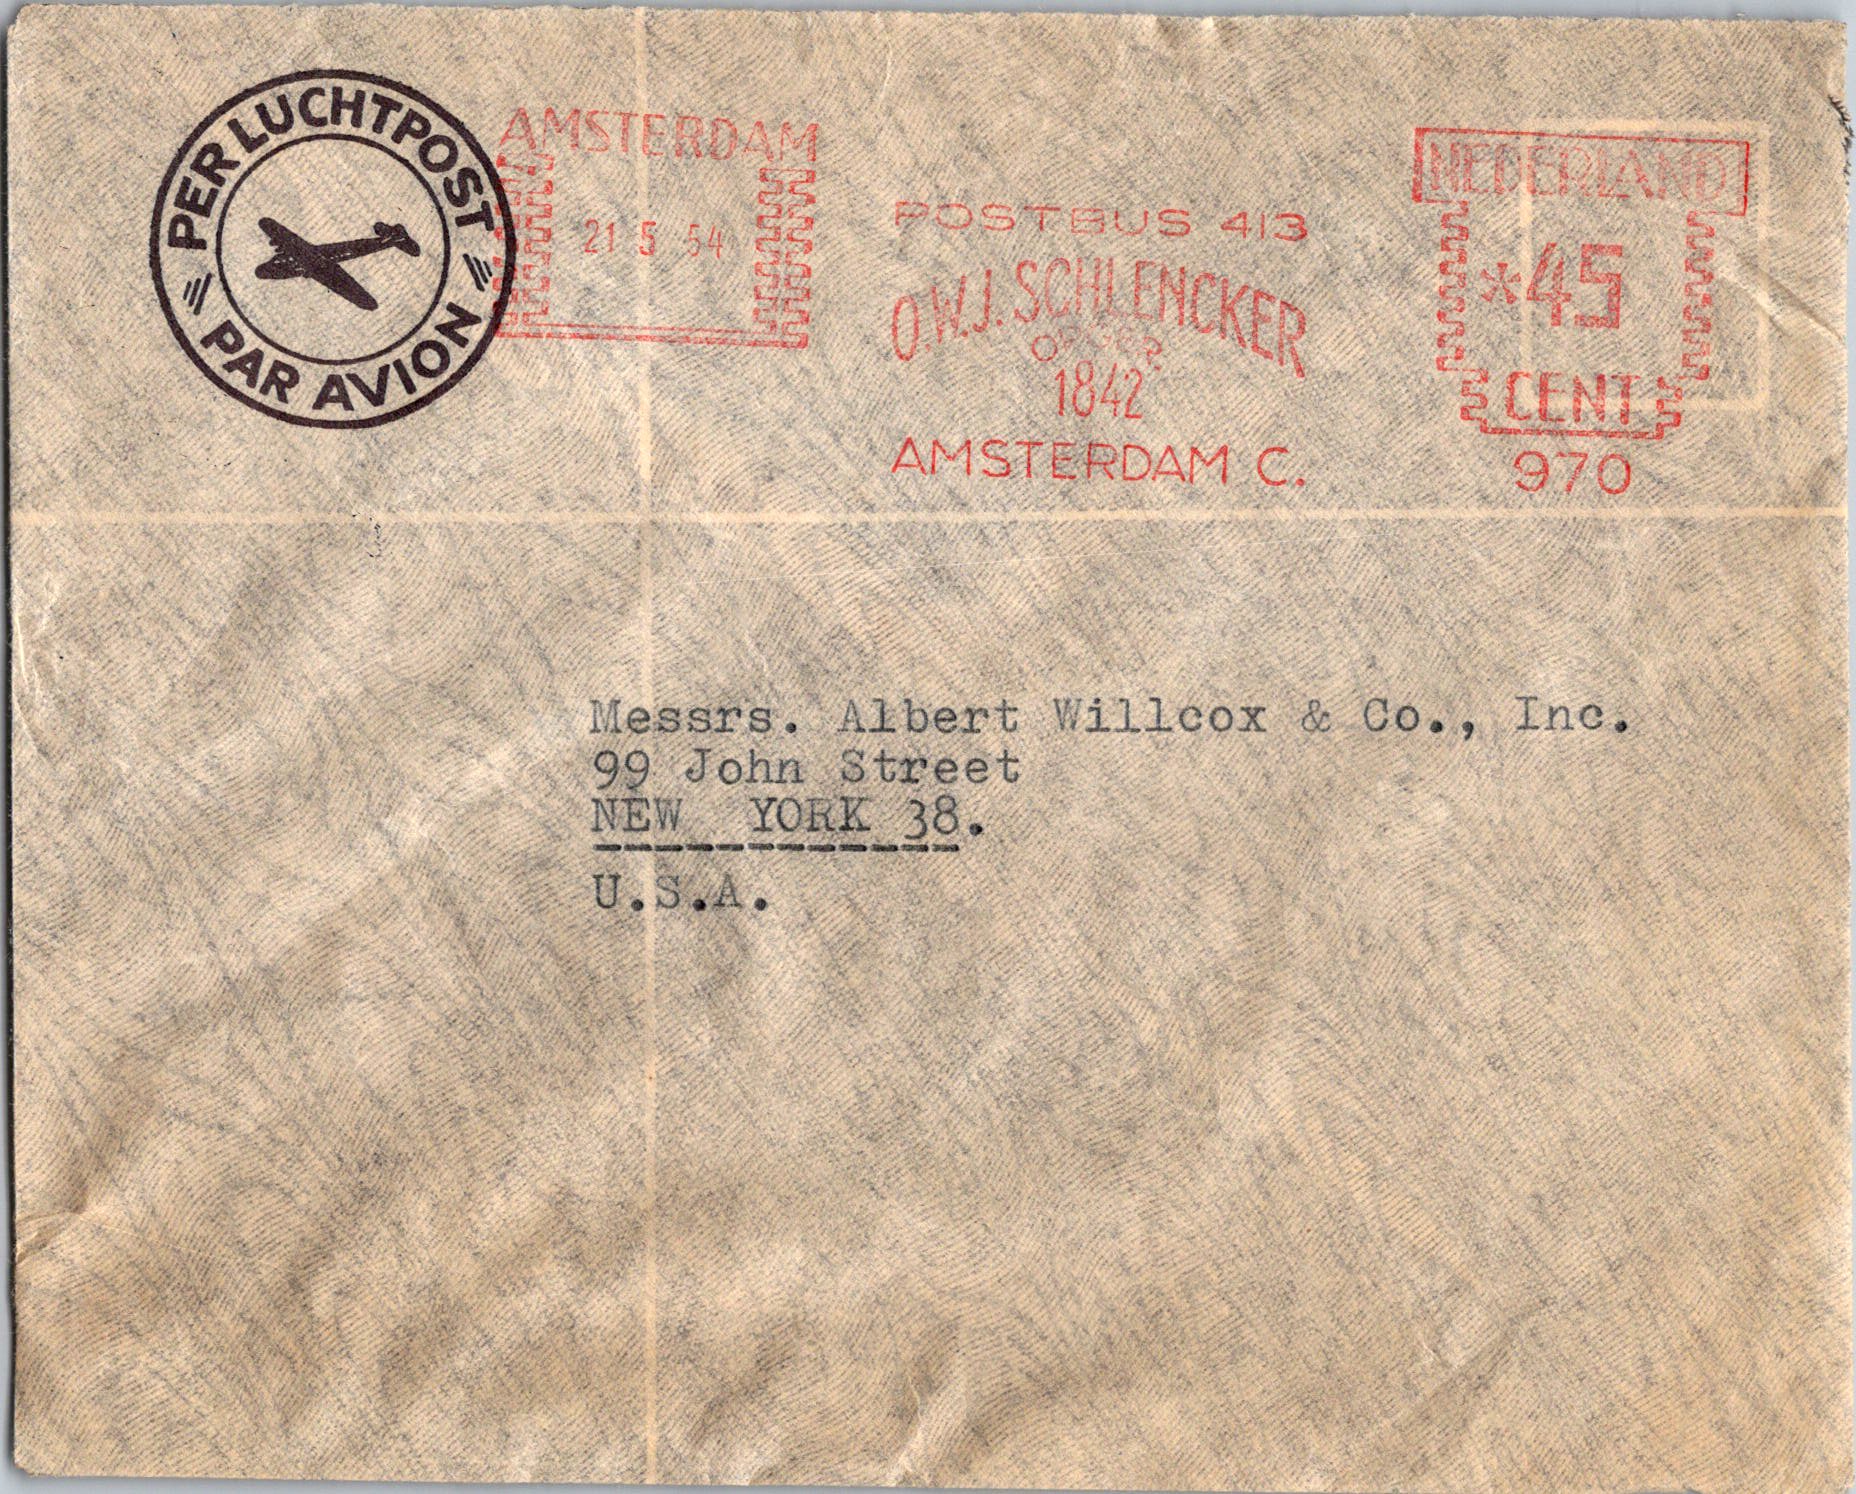 PER LUCHTPOST
PAR AVION
AMSTERDAM
21 5 54
POSTBUS 413
O.W.J. SCHLENCKER
OPGER.
1842
AMSTERDAM C.
NEDERLAND
*45
CENT
970
Messrs. Albert Willcox & Co., Inc.
99 John Street
NEW YORK 38.
U.S.A.